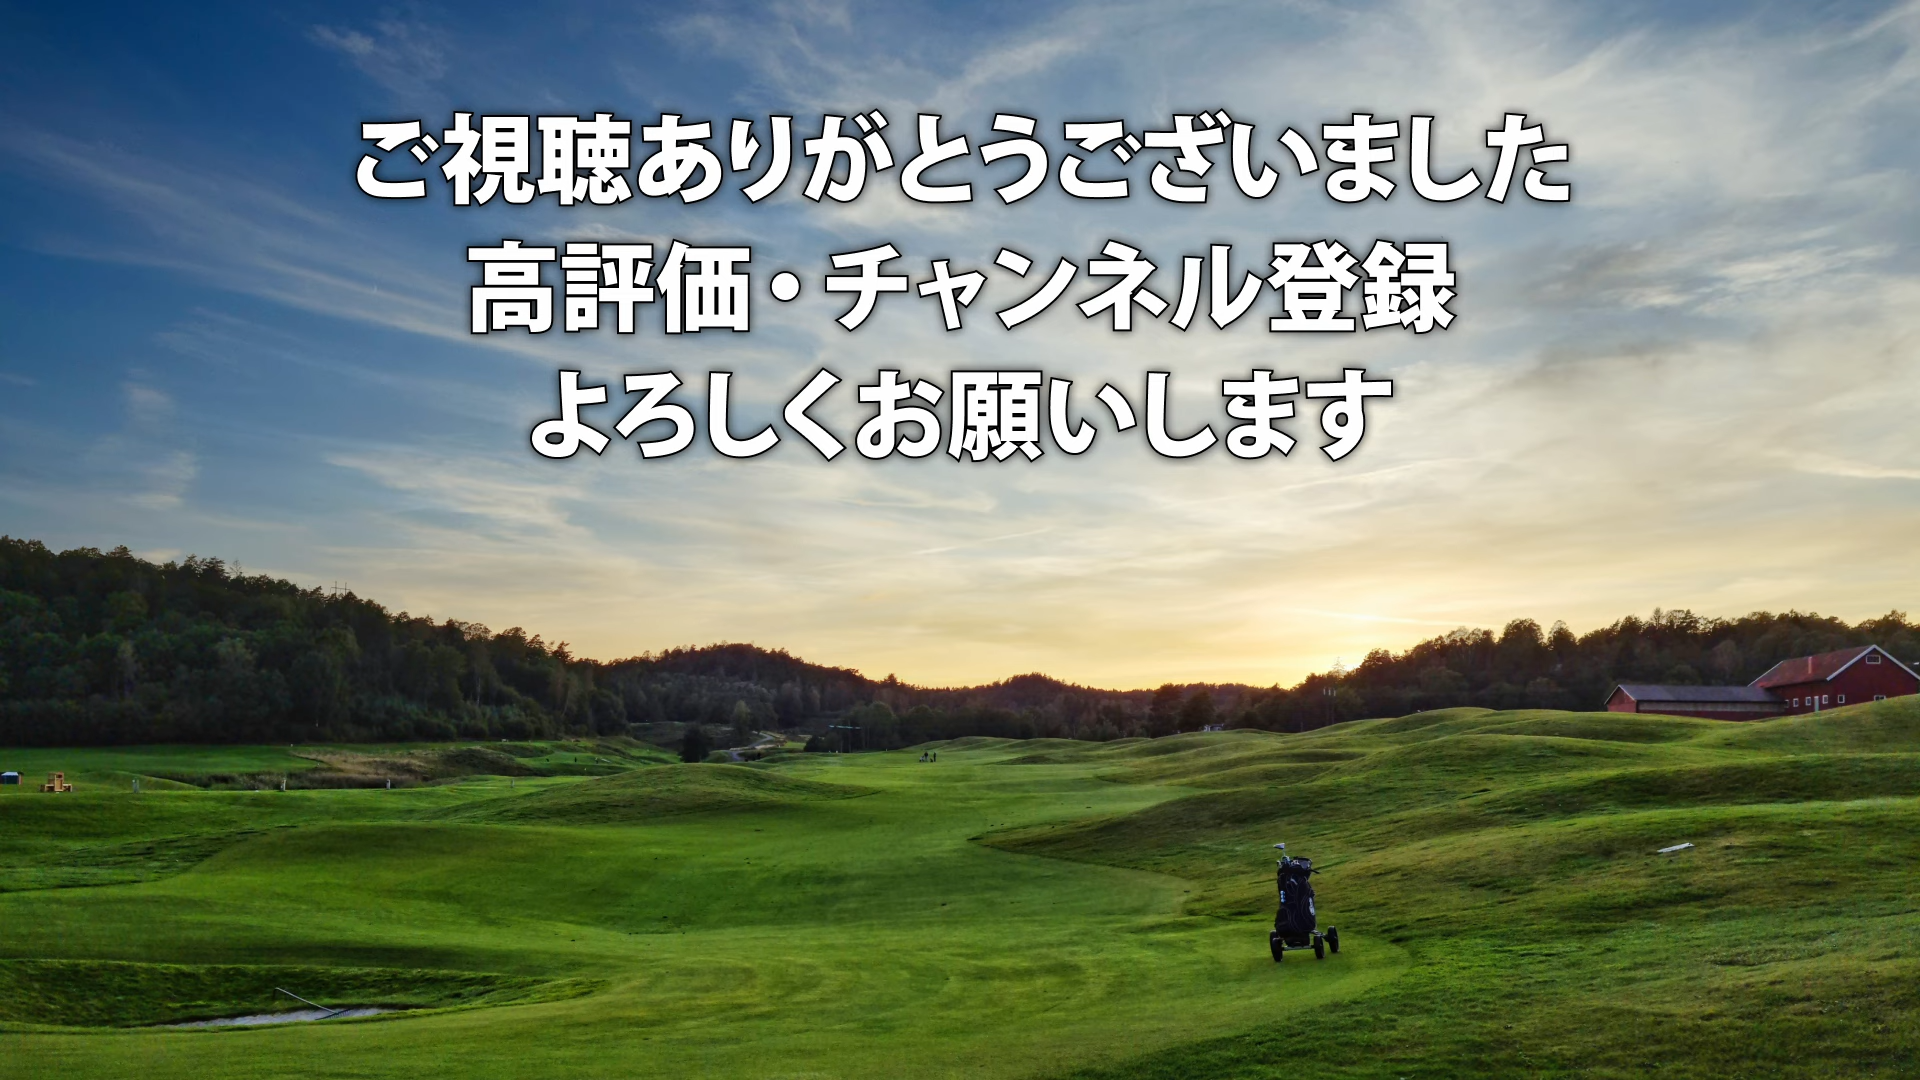 ご視聴ありがとうございました
高評価・チャンネル登録
よろしくお願いします